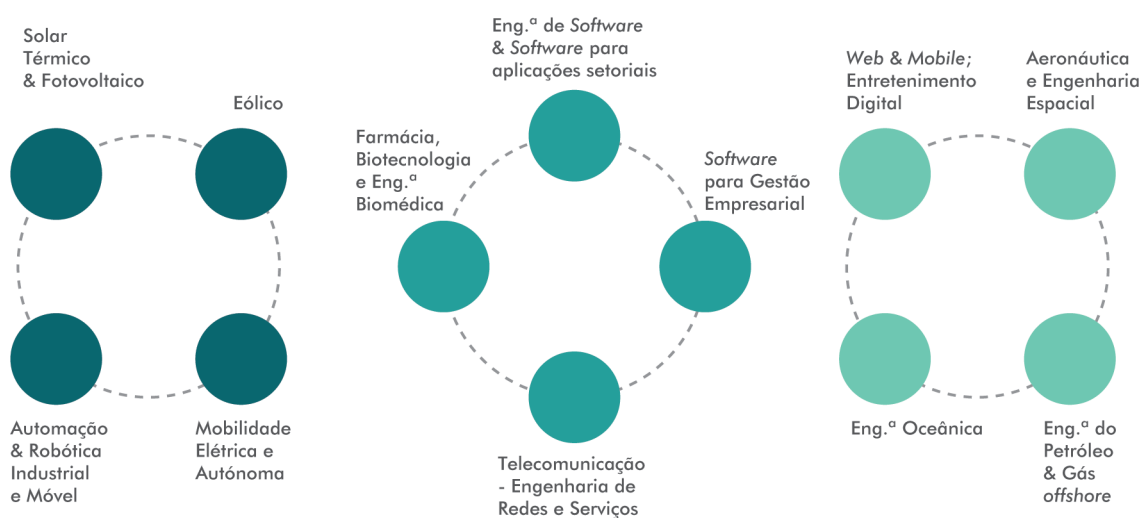 Solar
Térmico
& Fotovoltaico
Eólico
Automação
& Robótica
Industrial
e Móvel
Mobilidade
Elétrica e
Autónoma
Eng.ª de Software
& Software para
aplicações setoriais
Farmácia,
Biotecnologia
e Eng.ª
Biomédica
Software
para Gestão
Empresarial
Telecomunicação
- Engenharia de
Redes e Serviços
Web & Mobile;
Entretenimento
Digital
Aeronáutica
e Engenharia
Espacial
Eng.ª Oceânica
Eng.ª do
Petróleo
& Gás
offshore